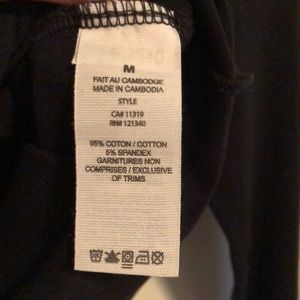 M
FAIT AU CAMBODGE
MADE IN CAMBODIA
STYLE
CA# 11319
RN# 121340
95% COTON / COTTON
5% SPANDEX
GARNITURES NON
COMPRISES / EXCLUSIVE
OF TRIMS